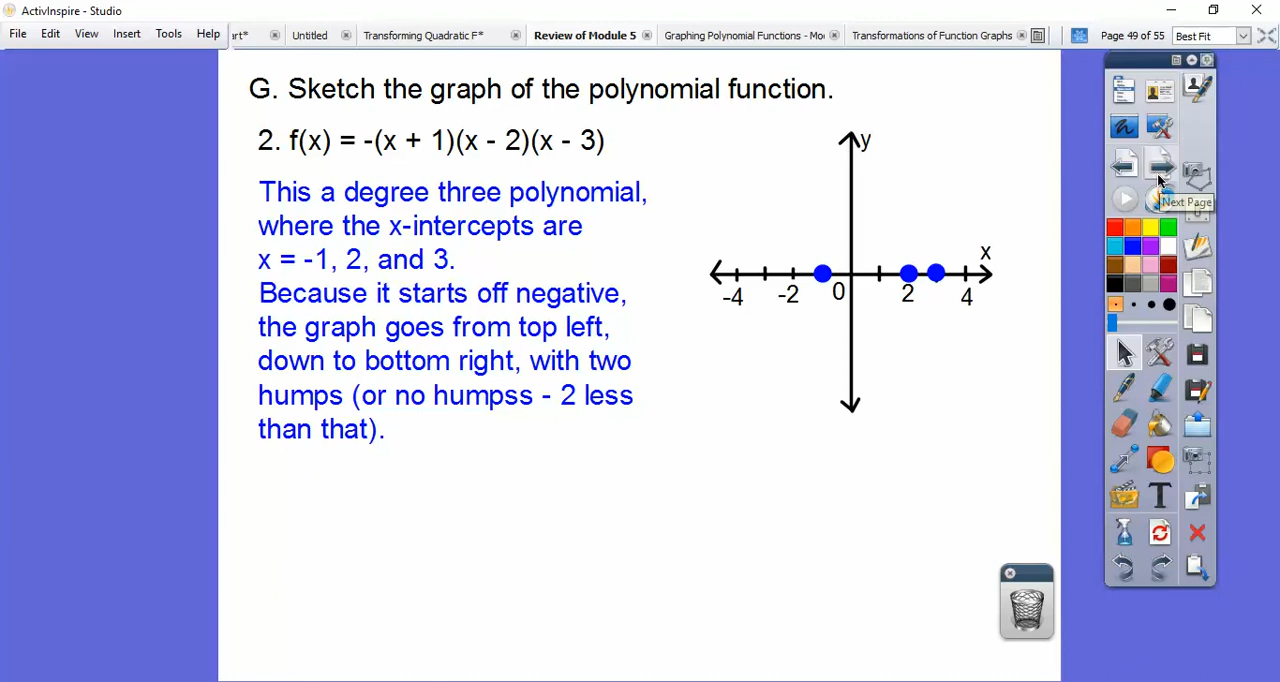 ActivInspire - Studio
File Edit View Insert Tools Help
art* Untitled Transforming Quadratic F* Review of Module 5 Graphing Polynomial Functions - Mo Transformations of Function Graphs Page 49 of 55 Best Fit
G. Sketch the graph of the polynomial function.
2. f(x) = -(x + 1)(x - 2)(x - 3)
This a degree three polynomial,
where the x-intercepts are
x = -1, 2, and 3.
Because it starts off negative,
the graph goes from top left,
down to bottom right, with two
humps (or no humpss - 2 less
than that).
y
x
-4 -2 0 2 4
Next Page
T